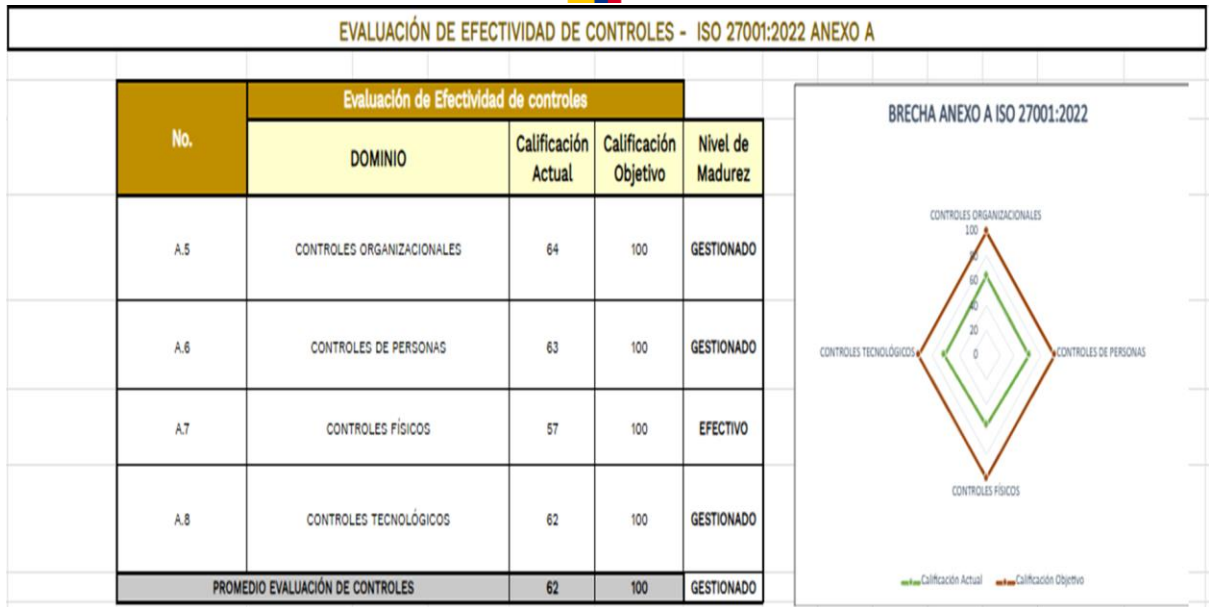 EVALUACIÓN DE EFECTIVIDAD DE CONTROLES - ISO 27001:2022 ANEXO A
No.
Evaluación de Efectividad de controles
DOMINIO
Calificación Actual
Calificación Objetivo
Nivel de Madurez
A.5 CONTROLES ORGANIZACIONALES 64 100 GESTIONADO
A.6 CONTROLES DE PERSONAS 63 100 GESTIONADO
A.7 CONTROLES FÍSICOS 57 100 EFECTIVO
A.8 CONTROLES TECNOLÓGICOS 62 100 GESTIONADO
PROMEDIO EVALUACIÓN DE CONTROLES 62 100 GESTIONADO
BRECHA ANEXO A ISO 27001:2022
CONTROLES ORGANIZACIONALES
100
80
60
40
20
0
CONTROLES TECNOLÓGICOS
CONTROLES DE PERSONAS
CONTROLES FÍSICOS
Calificación Actual
Calificación Objetivo